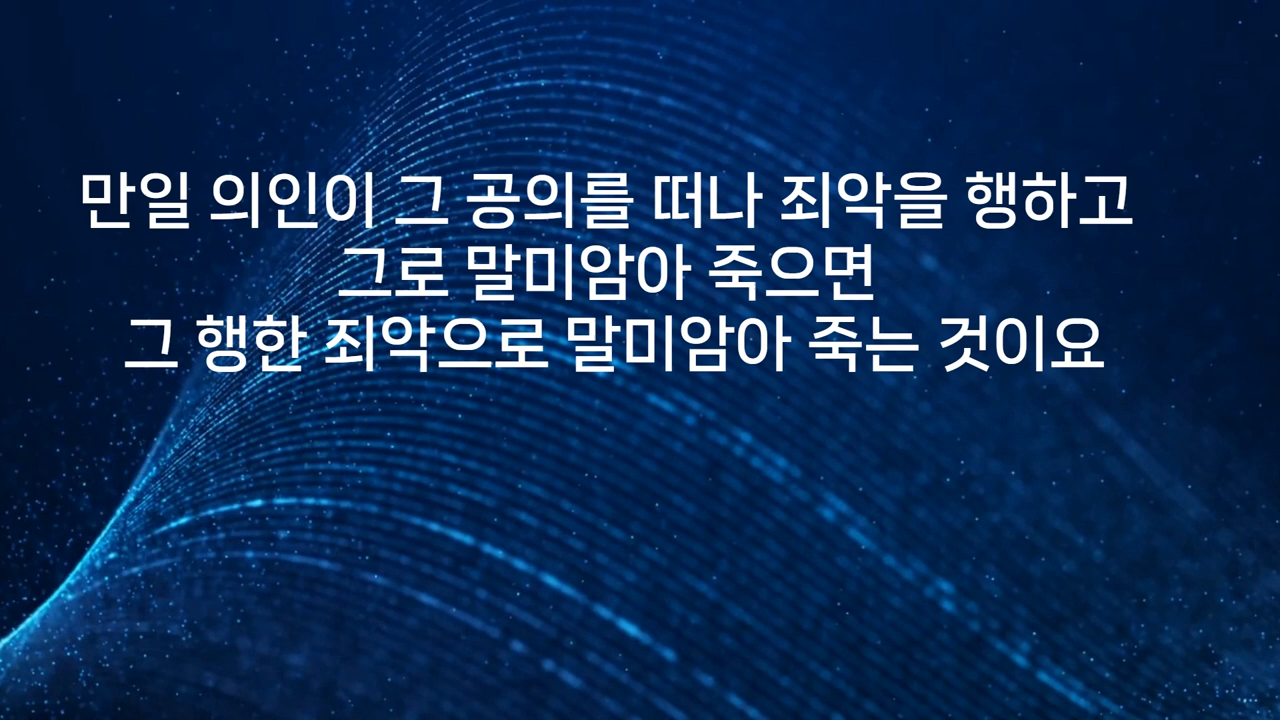 만일 의인이 그 공의를 떠나 죄악을 행하고
그로 말미암아 죽으면
그 행한 죄악으로 말미암아 죽는 것이요